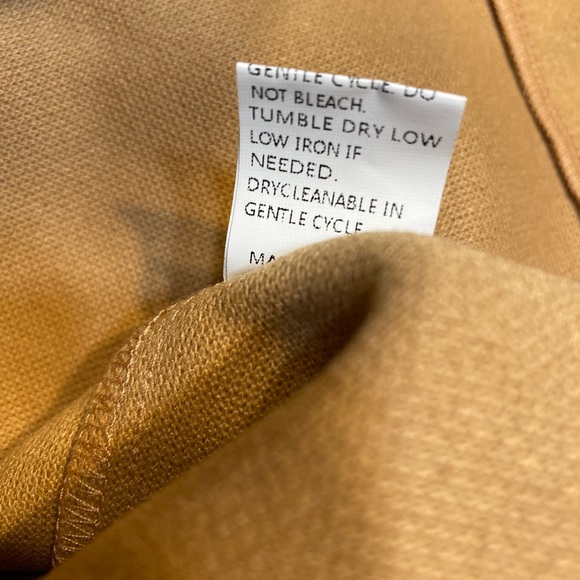 GENTLE CYCLE. DO
NOT BLEACH.
TUMBLE DRY LOW
LOW IRON IF
NEEDED.
DRYCLEANABLE IN
GENTLE CYCLE